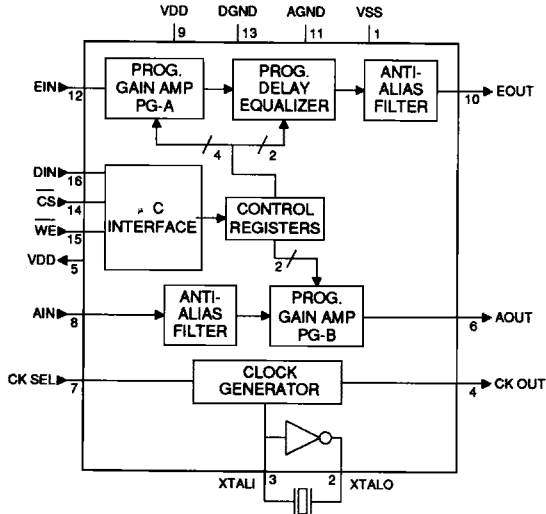 VDD DGND AGND VSS
9 13 11 1
EIN 12
PROG.
GAIN AMP
PG-A
PROG.
DELAY
EQUALIZER
ANTI-
ALIAS
FILTER
10 EOUT
4 2
DIN 16
CS 14
WE 15
VDD 5
μ C
INTERFACE
CONTROL
REGISTERS
2
AIN 8
ANTI-
ALIAS
FILTER
PROG.
GAIN AMP
PG-B
6 AOUT
CK SEL 7
CLOCK
GENERATOR
4 CK OUT
XTALI 3 2 XTALO